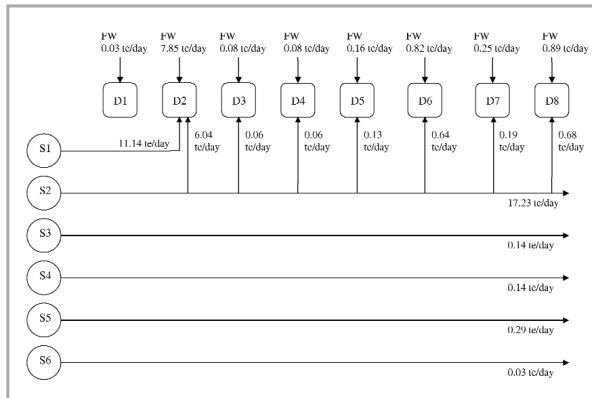 FW FW FW FW FW FW FW FW
0.03 te/day 7.85 te/day 0.08 te/day 0.08 te/day 0.16 te/day 0.82 te/day 0.25 te/day 0.89 te/day
D1 D2 D3 D4 D5 D6 D7 D8
11.14 te/day
6.04 te/day
0.06 te/day
0.06 te/day
0.13 te/day
0.64 te/day
0.19 te/day
0.68 te/day
S1
S2
17.23 te/day
S3
0.14 te/day
S4
0.14 te/day
S5
0.29 te/day
S6
0.03 te/day